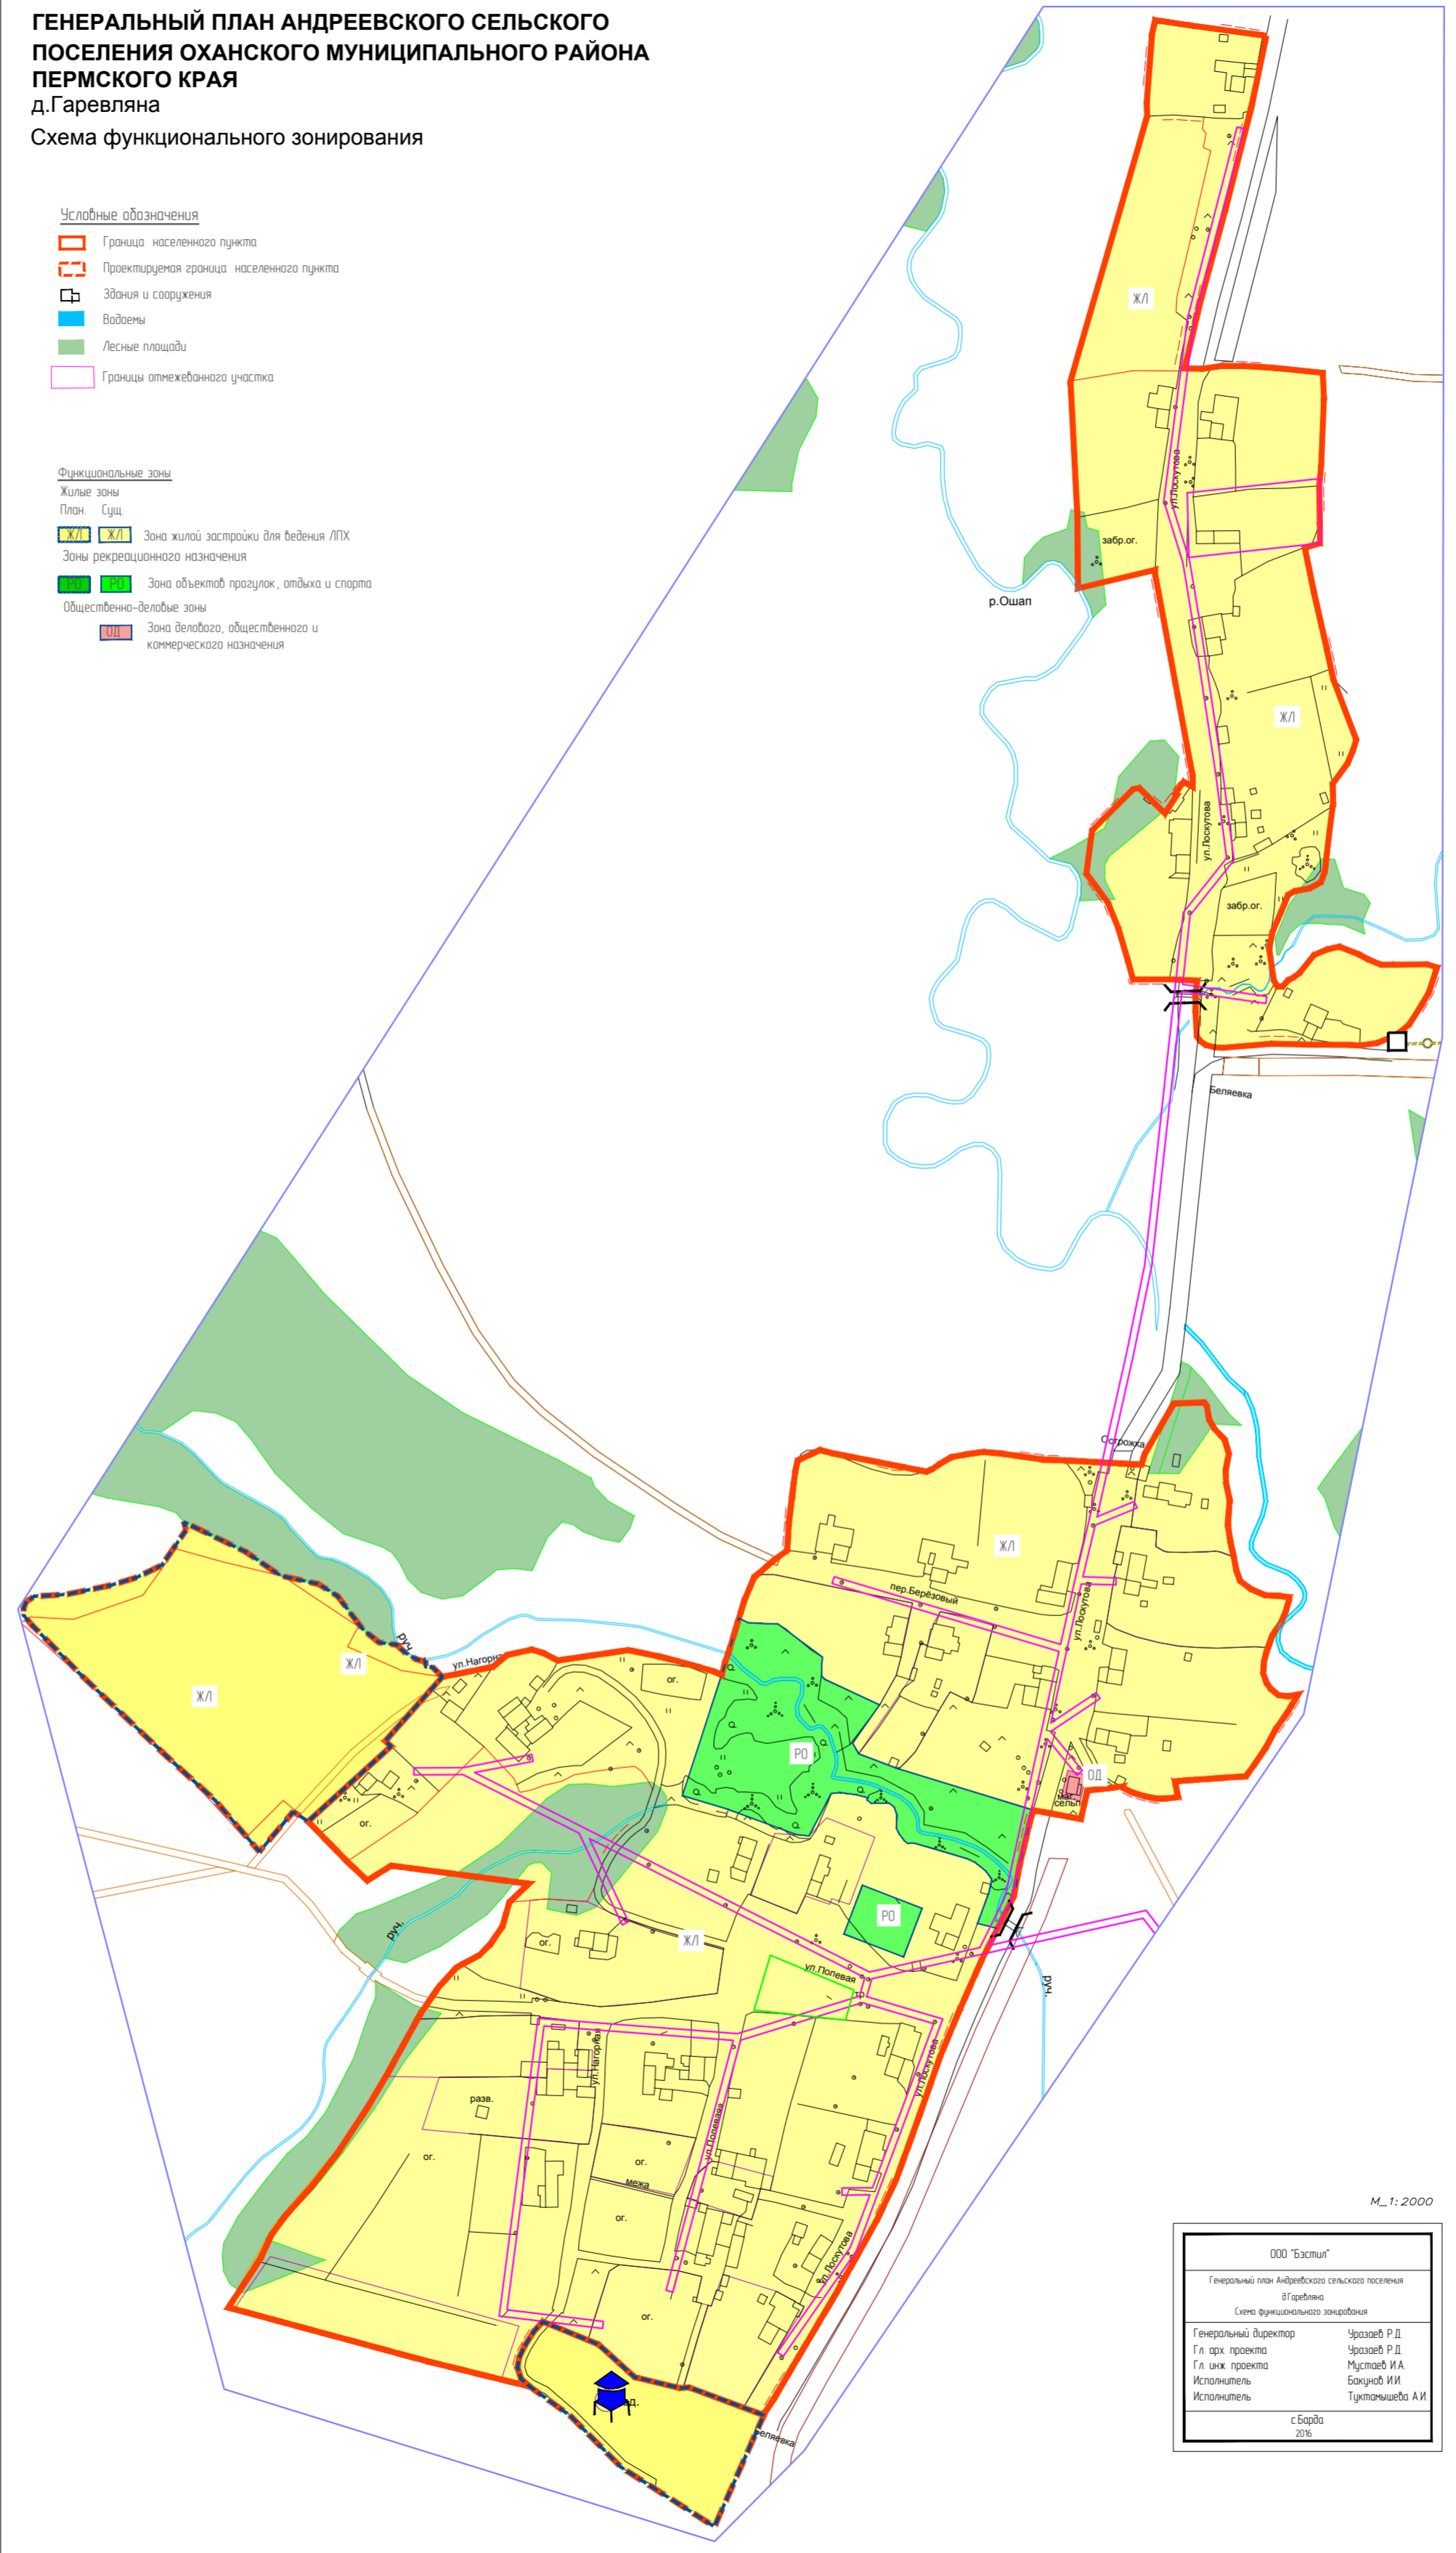 ГЕНЕРАЛЬНЫЙ ПЛАН АНДРЕЕВСКОГО СЕЛЬСКОГО
ПОСЕЛЕНИЯ ОХАНСКОГО МУНИЦИПАЛЬНОГО РАЙОНА
ПЕРМСКОГО КРАЯ
д.Гаревляна
Схема функционального зонирования
Условные обозначения
Граница населенного пункта
Проектируемая граница населенного пункта
Здания и сооружения
Водоемы
Лесные площади
Границы отмежеванного участка
Функциональные зоны
Жилые зоны
План. Сущ.
ЖЛ ЖЛ Зона жилой застройки для ведения ЛПХ
Зоны рекреационного назначения
РО РО Зона объектов прогулок, отдыха и спорта
Общественно-деловые зоны
ОД Зона делового, общественного и
коммерческого назначения
ЖЛ
ул.Лоскутова
забр.ог.
р.Ошап
ЖЛ
ул.Лоскутова
забр.ог.
Беляевка
Острожка
ЖЛ
пер.Берёзовый
ул.Лоскутова
руч.
ул.Нагорна
ЖЛ
ЖЛ
ог.
РО
ОД
маг.
сельп
ог.
РО
руч.
ЖЛ
ог.
ул.Полевая
руч.
ул.Нагорная
ул.Лоскутова
разв.
ул.Полевая
ог.
ог.
межа
ог.
ул.Лоскутова
ог.
д.
еляевка
М_1:2000
ООО "Бэстил"
Генеральный план Андреевского сельского поселения
д.Гаревляна
Схема функционального зонирования
Генеральный директор Уразаев Р.Д.
Гл. арх. проекта Уразаев Р.Д.
Гл. инж. проекта Мустаев И.А.
Исполнитель Бакунов И.И.
Исполнитель Туктамышева А.И.
с.Барда
2016